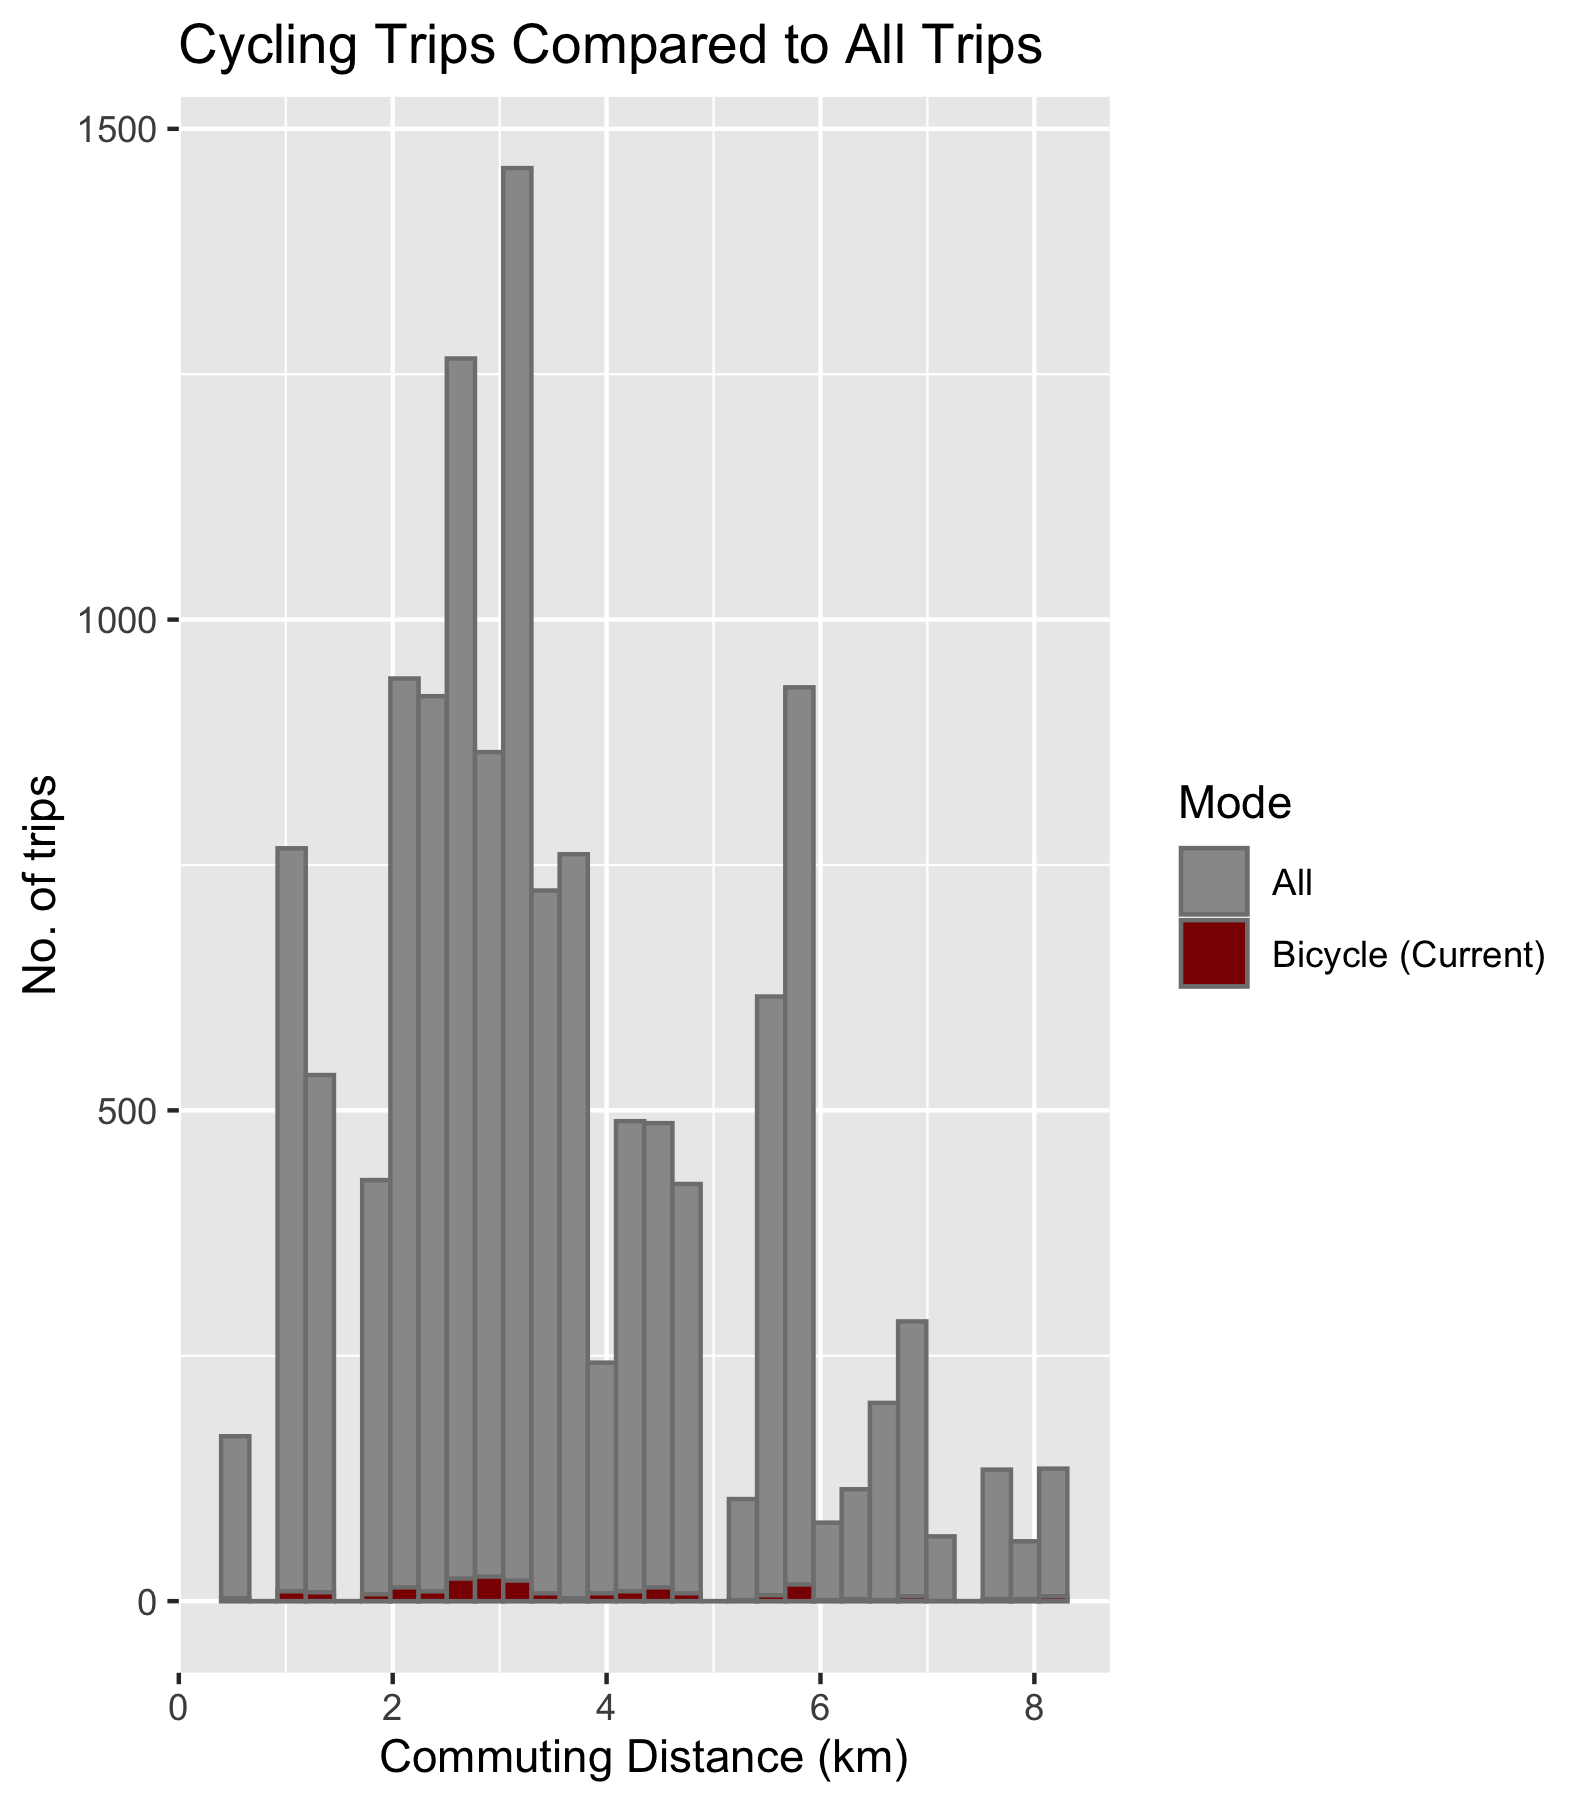 Cycling Trips Compared to All Trips
1500
1000
500
0
No. of trips
0 2 4 6 8
Commuting Distance (km)
Mode
All
Bicycle (Current)